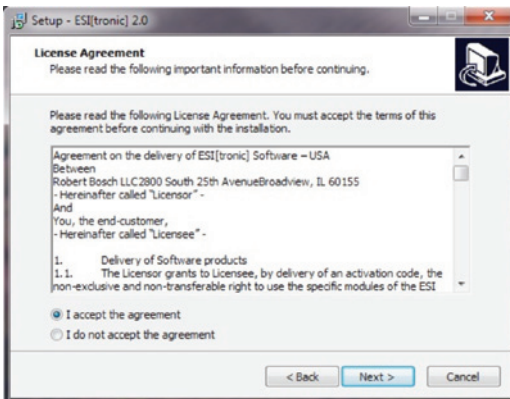 Setup - ESI[tronic] 2.0
License Agreement
Please read the following important information before continuing.
Please read the following License Agreement. You must accept the terms of this
agreement before continuing with the installation.
Agreement on the delivery of ESI[tronic] Software – USA
Between
Robert Bosch LLC2800 South 25th AvenueBroadview, IL 60155
- Hereinafter called "Licensor" -
And
You, the end-customer,
- Hereinafter called "Licensee" -
1. Delivery of Software products
1.1. The Licensor grants to Licensee, by delivery of an activation code, the
non-exclusive and non-transferable right to use the specific modules of the ESI
I accept the agreement
I do not accept the agreement
< Back Next > Cancel